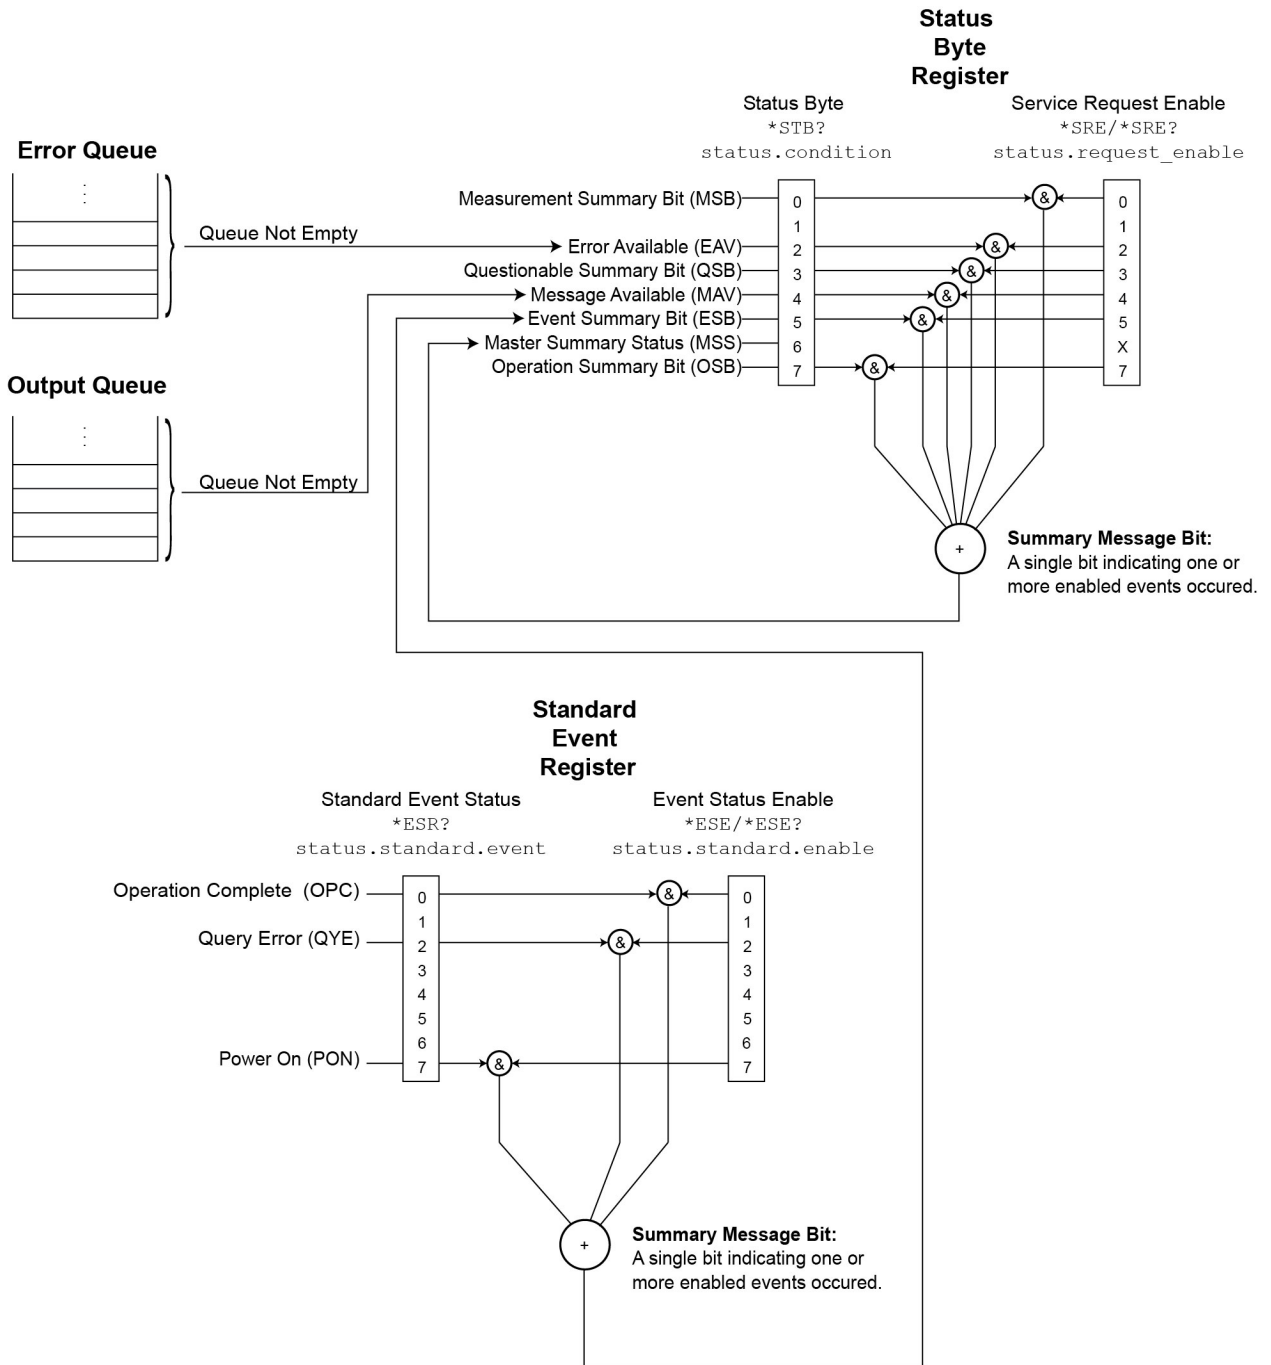 Status
Byte
Register
Status Byte
*STB?
status.condition
Service Request Enable
*SRE/*SRE?
status.request_enable
Error Queue
Queue Not Empty
Measurement Summary Bit (MSB)
Error Available (EAV)
Questionable Summary Bit (QSB)
Message Available (MAV)
Event Summary Bit (ESB)
Master Summary Status (MSS)
Operation Summary Bit (OSB)
0
1
2
3
4
5
6
7
&
&
&
&
&
&
0
1
2
3
4
5
X
7
Output Queue
Queue Not Empty
+
Summary Message Bit:
A single bit indicating one or
more enabled events occured.
Standard
Event
Register
Standard Event Status
*ESR?
status.standard.event
Event Status Enable
*ESE/*ESE?
status.standard.enable
Operation Complete (OPC)
Query Error (QYE)
Power On (PON)
0
1
2
3
4
5
6
7
&
&
&
0
1
2
3
4
5
6
7
+
Summary Message Bit:
A single bit indicating one or
more enabled events occured.